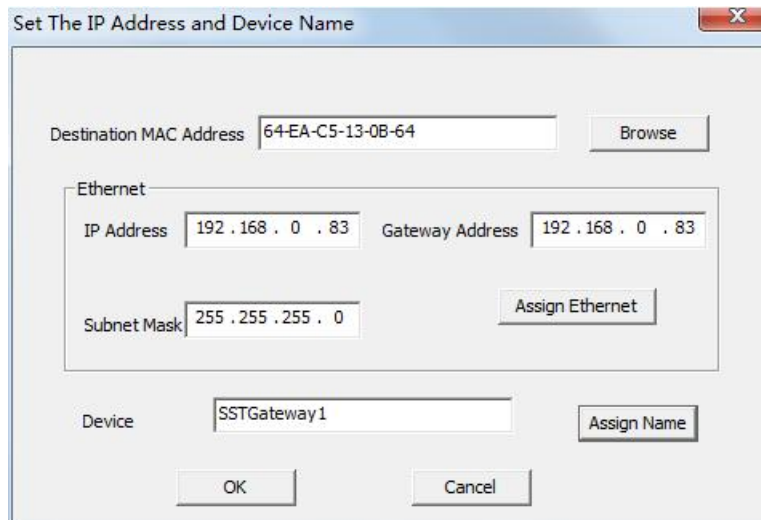 Set The IP Address and Device Name
X
Destination MAC Address 64-EA-C5-13-0B-64 Browse
Ethernet
IP Address 192 . 168 . 0 . 83 Gateway Address 192 . 168 . 0 . 83
Subnet Mask 255 . 255 . 255 . 0 Assign Ethernet
Device SSTGateway1 Assign Name
OK Cancel